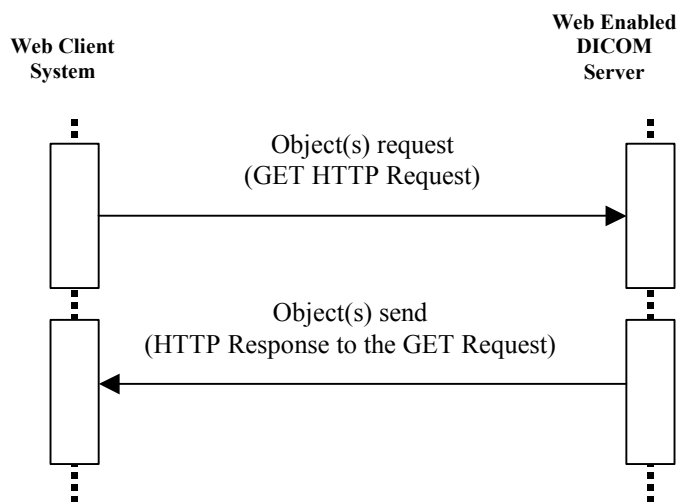 Web Client
System
Web Enabled
DICOM
Server
Object(s) request
(GET HTTP Request)
Object(s) send
(HTTP Response to the GET Request)